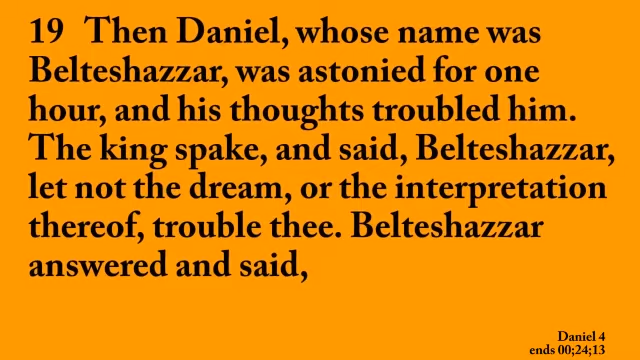 19 Then Daniel, whose name was
Belteshazzar, was astonied for one
hour, and his thoughts troubled him.
The king spake, and said, Belteshazzar,
let not the dream, or the interpretation
thereof, trouble thee. Belteshazzar
answered and said,
Daniel 4
ends 00;24;13